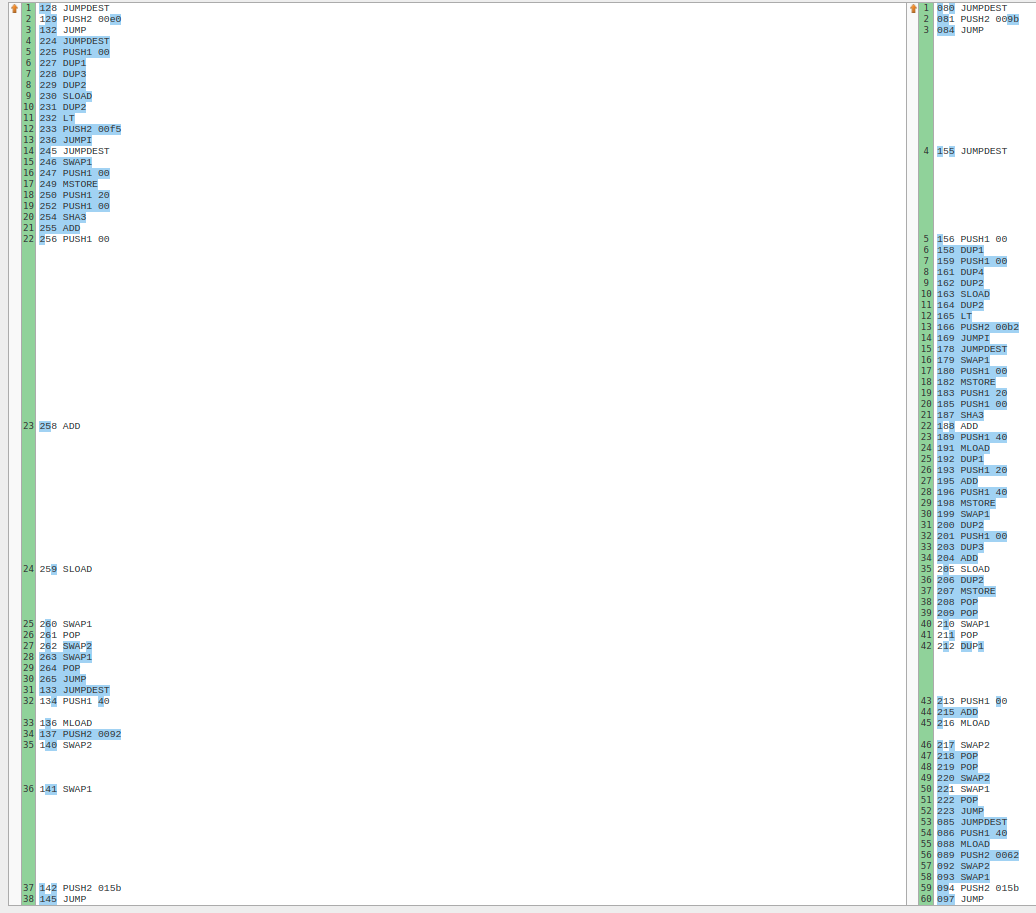 1 128 JUMPDEST
2 129 PUSH2 00e0
3 132 JUMP
4 224 JUMPDEST
5 225 PUSH1 00
6 227 DUP1
7 228 DUP3
8 229 DUP2
9 230 SLOAD
10 231 DUP2
11 232 LT
12 233 PUSH2 00f5
13 236 JUMPI
14 245 JUMPDEST
15 246 SWAP1
16 247 PUSH1 00
17 249 MSTORE
18 250 PUSH1 20
19 252 PUSH1 00
20 254 SHA3
21 255 ADD
22 256 PUSH1 00
23 258 ADD
24 259 SLOAD
25 260 SWAP1
26 261 POP
27 262 SWAP2
28 263 SWAP1
29 264 POP
30 265 JUMP
31 133 JUMPDEST
32 134 PUSH1 40
33 136 MLOAD
34 137 PUSH2 0092
35 140 SWAP2
36 141 SWAP1
37 142 PUSH2 015b
38 145 JUMP
1 080 JUMPDEST
2 081 PUSH2 009b
3 084 JUMP
4 155 JUMPDEST
5 156 PUSH1 00
6 158 DUP1
7 159 PUSH1 00
8 161 DUP4
9 162 DUP2
10 163 SLOAD
11 164 DUP2
12 165 LT
13 166 PUSH2 00b2
14 169 JUMPI
15 178 JUMPDEST
16 179 SWAP1
17 180 PUSH1 00
18 182 MSTORE
19 183 PUSH1 20
20 185 PUSH1 00
21 187 SHA3
22 188 ADD
23 189 PUSH1 40
24 191 MLOAD
25 192 DUP1
26 193 PUSH1 20
27 195 ADD
28 196 PUSH1 40
29 198 MSTORE
30 199 SWAP1
31 200 DUP2
32 201 PUSH1 00
33 203 DUP3
34 204 ADD
35 205 SLOAD
36 206 DUP2
37 207 MSTORE
38 208 POP
39 209 POP
40 210 SWAP1
41 211 POP
42 212 DUP1
43 213 PUSH1 00
44 215 ADD
45 216 MLOAD
46 217 SWAP2
47 218 POP
48 219 POP
49 220 SWAP2
50 221 SWAP1
51 222 POP
52 223 JUMP
53 085 JUMPDEST
54 086 PUSH1 40
55 088 MLOAD
56 089 PUSH2 0062
57 092 SWAP2
58 093 SWAP1
59 094 PUSH2 015b
60 097 JUMP